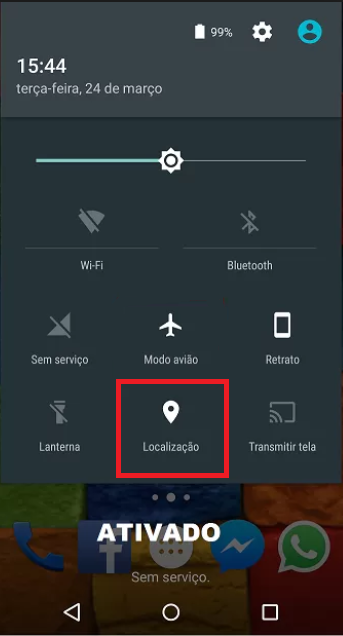 99%
15:44
terça-feira, 24 de março
Wi-Fi Bluetooth
Sem serviço Modo avião Retrato
Lanterna Localização Transmitir tela
ATIVADO
Sem serviço.